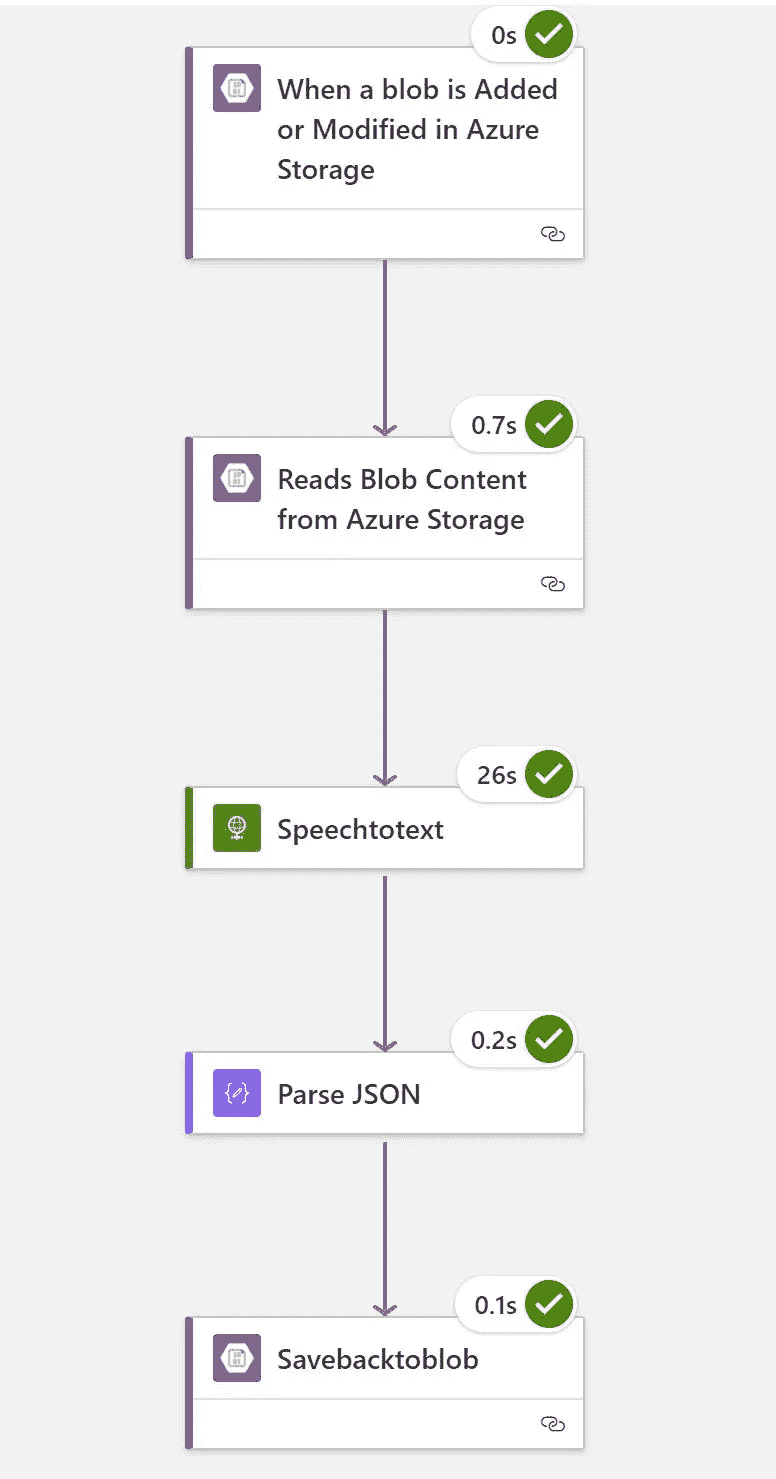 0s
When a blob is Added
or Modified in Azure
Storage
0.7s
Reads Blob Content
from Azure Storage
26s
Speechtotext
0.2s
Parse JSON
0.1s
Savebacktoblob